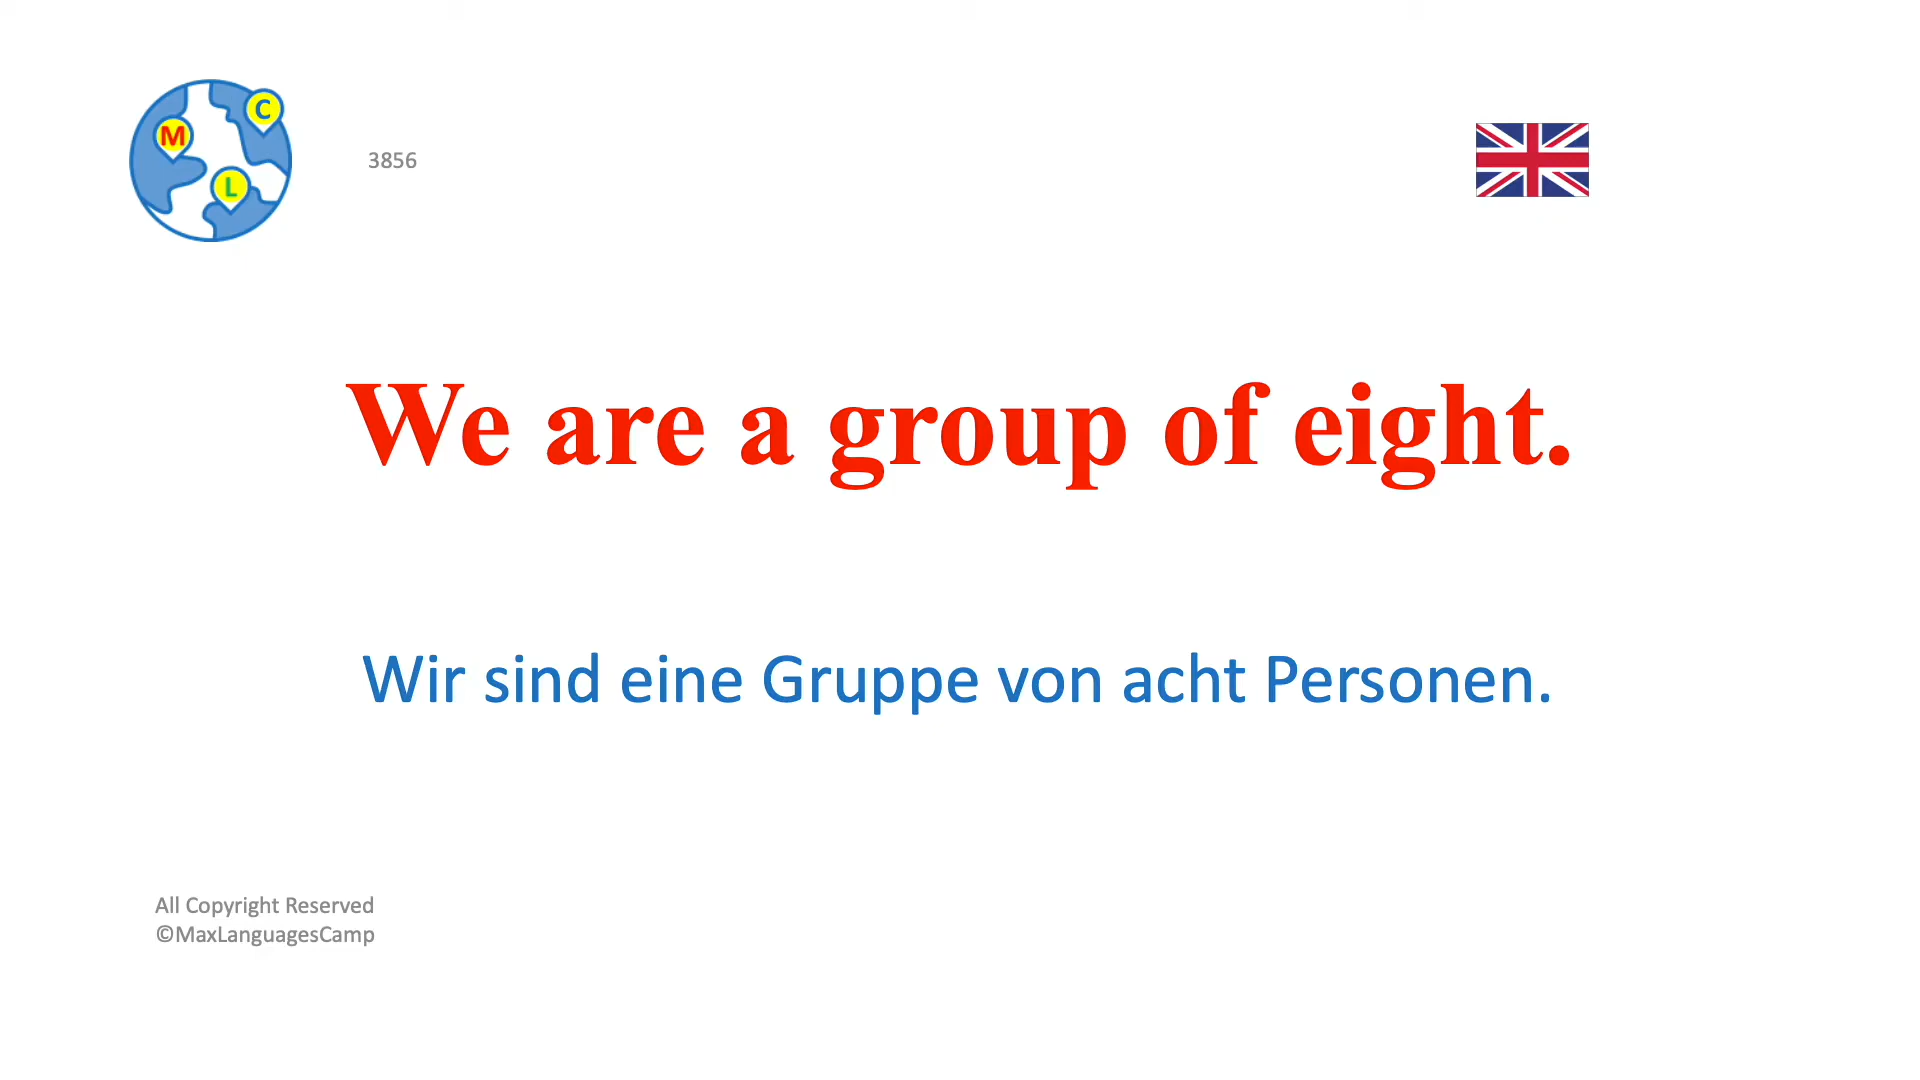 M
C
L
3856
We are a group of eight.
Wir sind eine Gruppe von acht Personen.
All Copyright Reserved
©MaxLanguagesCamp